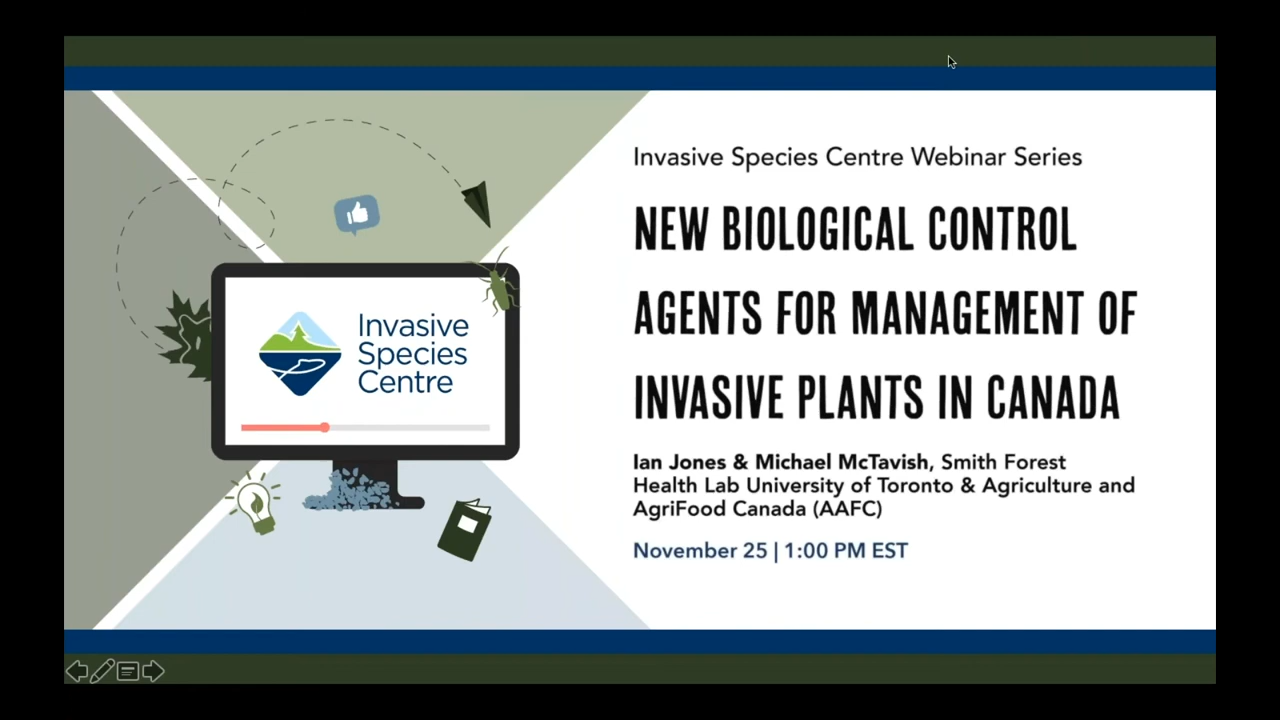 Invasive Species Centre Webinar Series
NEW BIOLOGICAL CONTROL
AGENTS FOR MANAGEMENT OF
INVASIVE PLANTS IN CANADA
Ian Jones & Michael McTavish, Smith Forest
Health Lab University of Toronto & Agriculture and
AgriFood Canada (AAFC)
November 25 | 1:00 PM EST
Invasive
Species
Centre